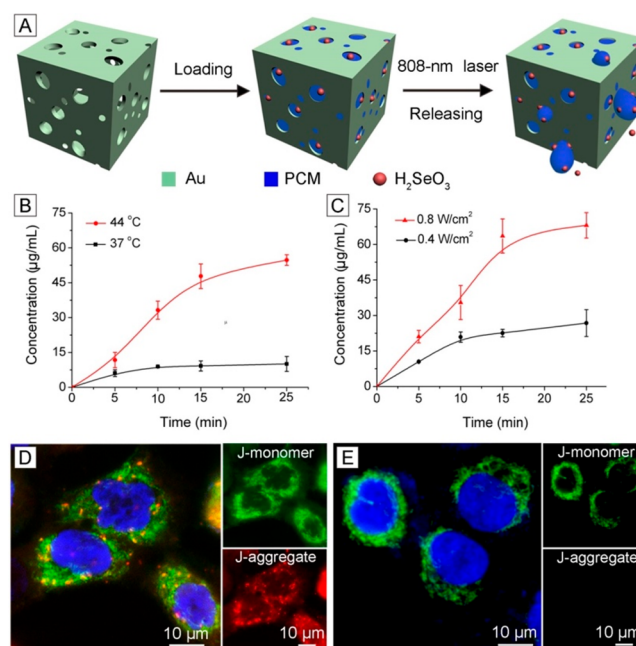 A
Loading
808-nm laser
Releasing
Au
PCM
H₂SeO₃
B
75
60
45
30
15
0
Concentration (µg/mL)
44 °C
37 °C
0 5 10 15 20 25
Time (min)
C
75
60
45
30
15
0
Concentration (µg/mL)
0.8 W/cm²
0.4 W/cm²
0 5 10 15 20 25
Time (min)
D
10 µm
J-monomer
J-aggregate
10 µm
E
10 µm
J-monomer
J-aggregate
10 µm